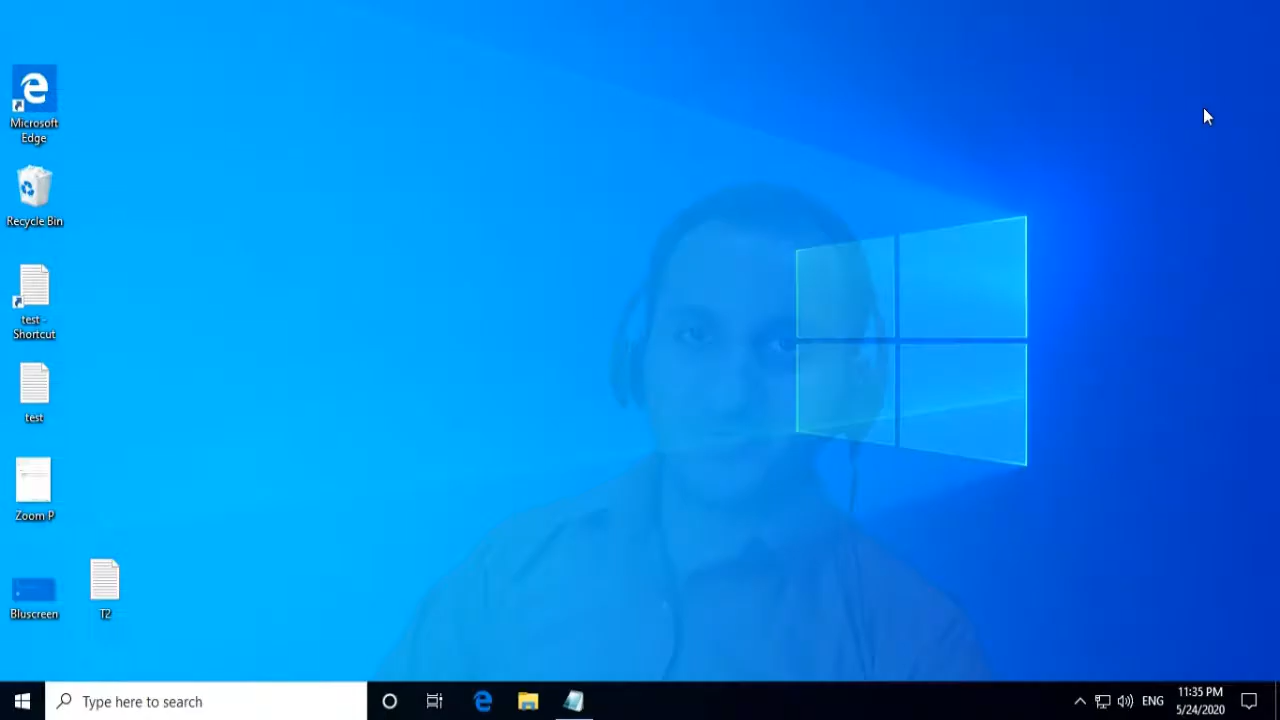 Microsoft
Edge
Recycle Bin
test -
Shortcut
test
Zoom P
Bluscreen
T2
Type here to search
ENG
11:35 PM
5/24/2020